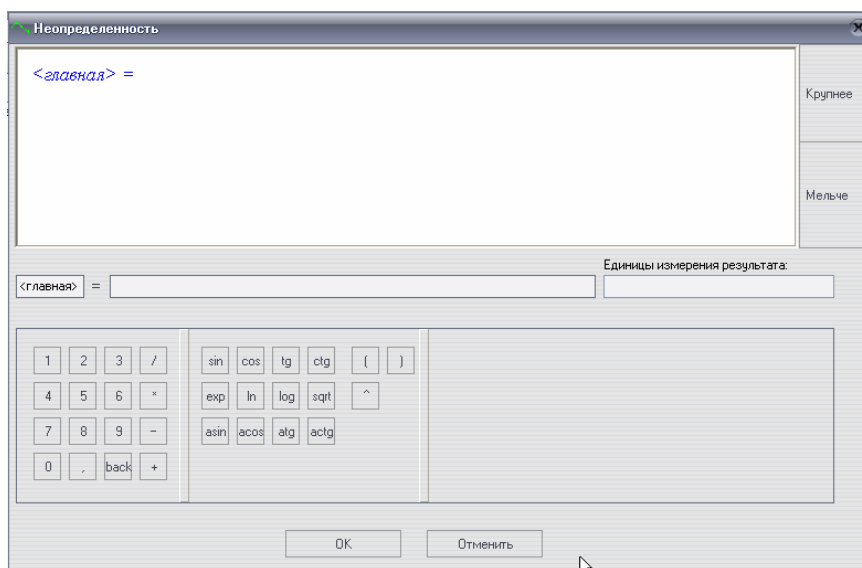 Неопределенность
<главная> =
Крупнее
Мельче
Единицы измерения результата:
<главная> =
1 2 3 / sin cos tg ctg ( )
4 5 6 * exp ln log sqrt ^
7 8 9 - asin acos atg actg
0 , back +
OK Отменить